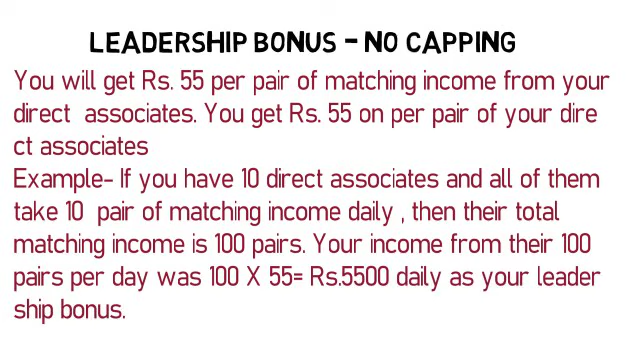 LEADERSHIP BONUS - NO CAPPING
You will get Rs. 55 per pair of matching income from your
direct  associates. You get Rs. 55 on per pair of your dire
ct associates
Example- If you have 10 direct associates and all of them
take 10  pair of matching income daily , then their total
matching income is 100 pairs. Your income from their 100
pairs per day was 100 X 55= Rs.5500 daily as your leader
ship bonus.